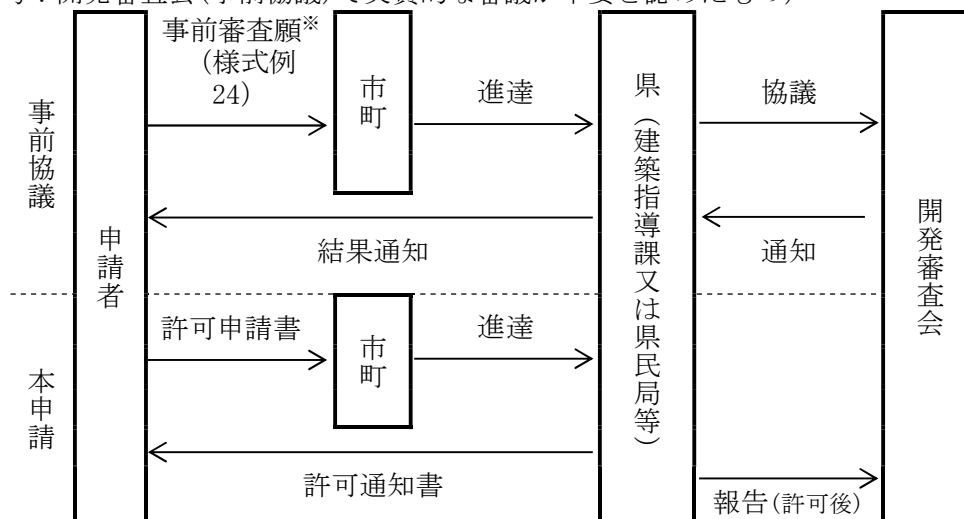 考：開発審査会(事前協議)で実質的な審議が不要と認めたもの)
事前審査願※
(様式例
24)
市町
進達
協議
事前協議
申請者
県（建築指導課又は県民局等）
開発審査会
結果通知
通知
許可申請書
市町
進達
本申請
許可通知書
報告(許可後)